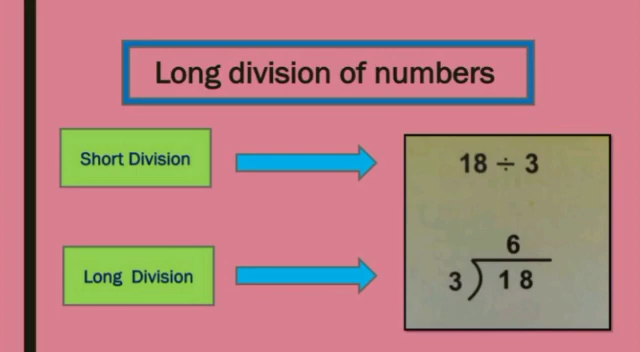 Long division of numbers
Short Division
18 ÷ 3
Long Division
6
3 ) 18